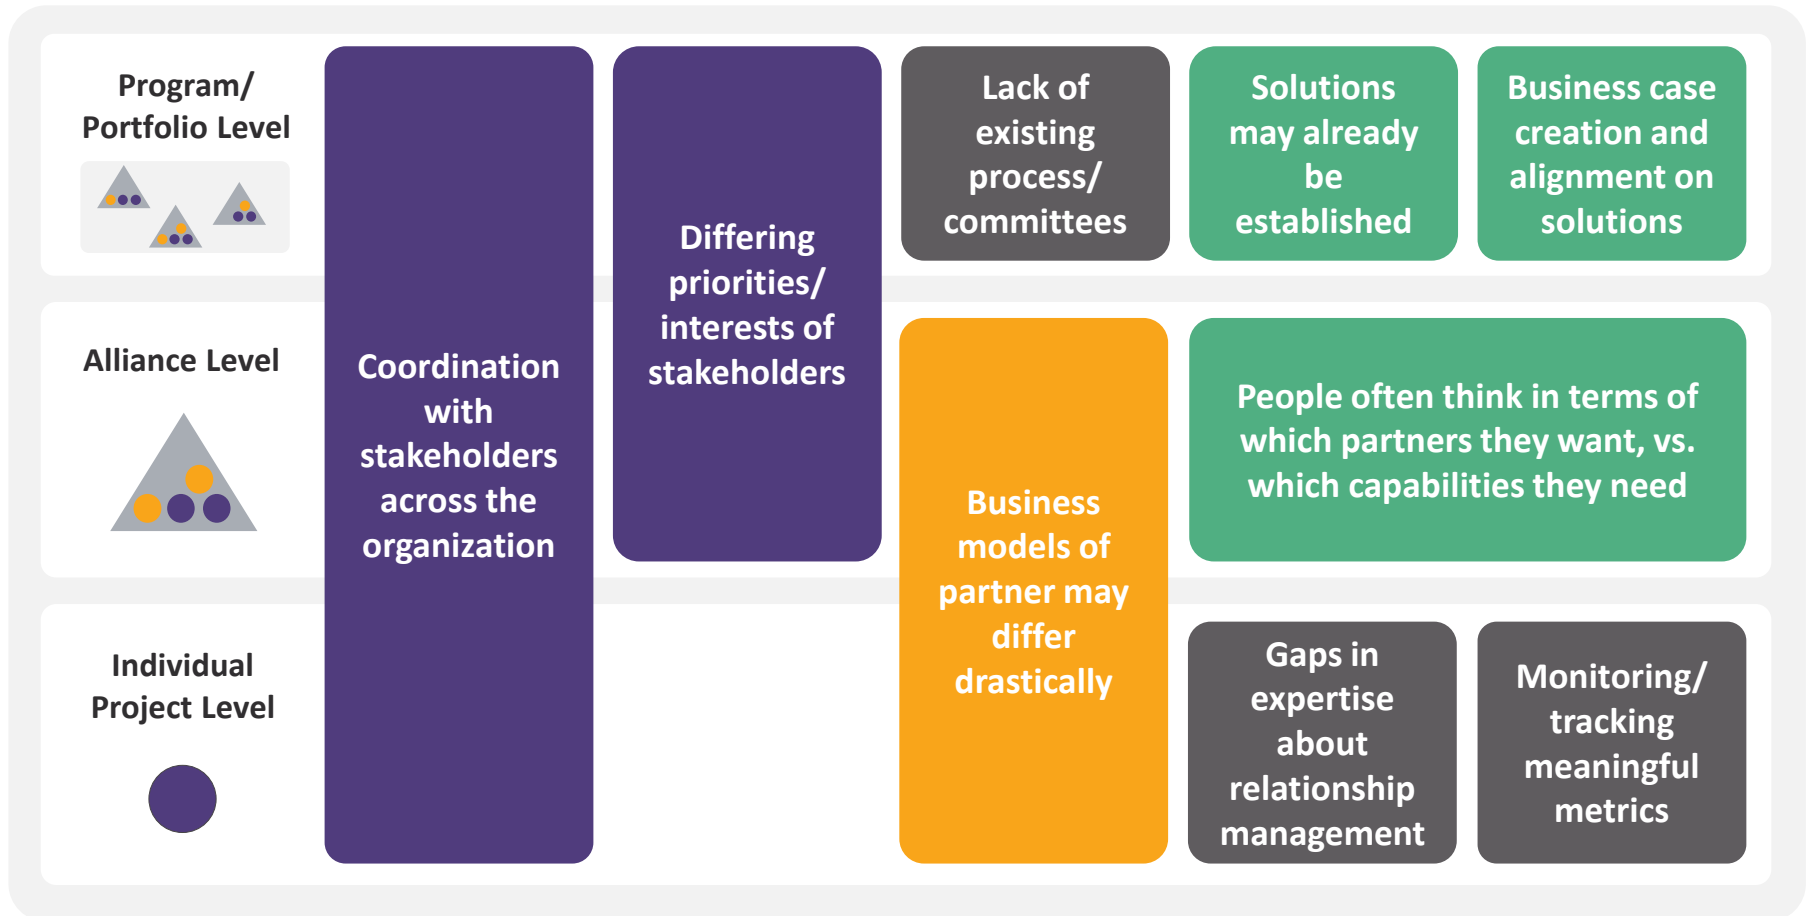 Program/
Portfolio Level
Coordination
with
stakeholders
across the
organization
Differing
priorities/
interests of
stakeholders
Lack of
existing
process/
committees
Solutions
may already
be
established
Business case
creation and
alignment on
solutions
Alliance Level
Business
models of
partner may
differ
drastically
People often think in terms of
which partners they want, vs.
which capabilities they need
Individual
Project Level
Gaps in
expertise
about
relationship
management
Monitoring/
tracking
meaningful
metrics